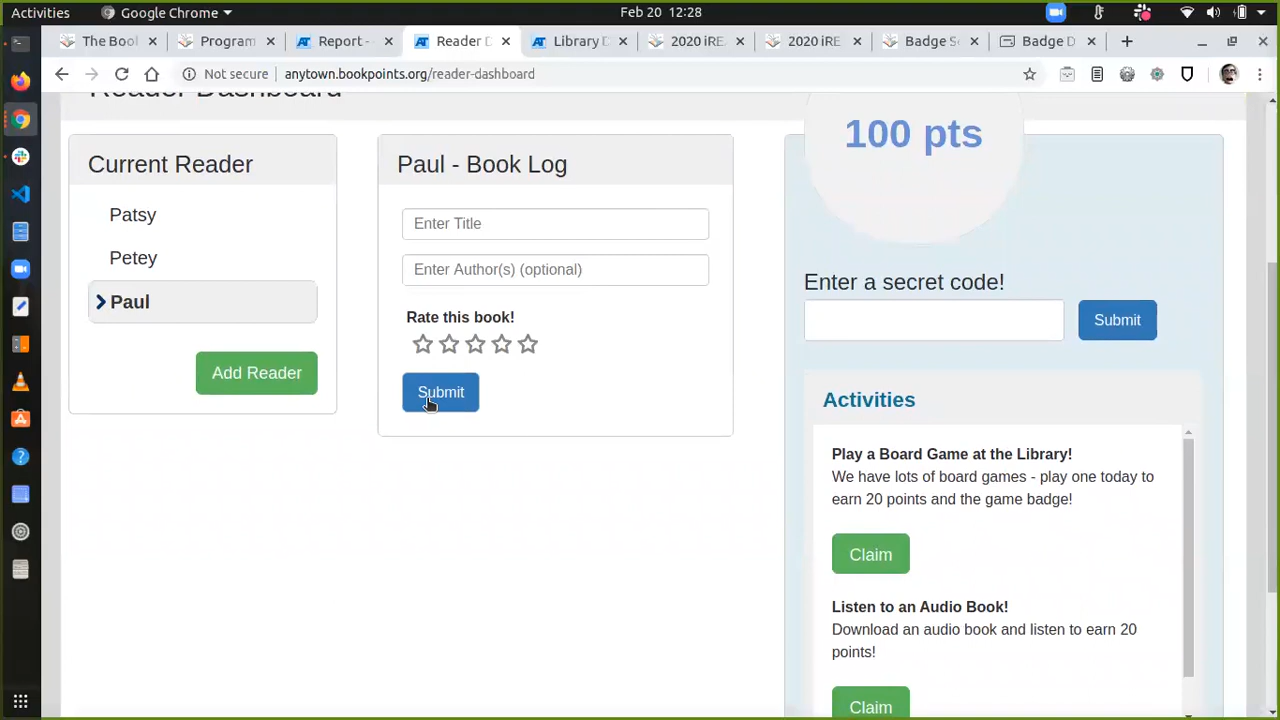 Activities
Google Chrome
Feb 20 12:28
The Bool
Program
Report -
Reader D
Library D
2020 iRE
2020 iRE
Badge S
Badge D
Not secure
anytown.bookpoints.org/reader-dashboard
Reader Dashboard
Current Reader
Patsy
Petey
Paul
Add Reader
Paul - Book Log
Enter Title
Enter Author(s) (optional)
Rate this book!
Submit
100 pts
Enter a secret code!
Submit
Activities
Play a Board Game at the Library!
We have lots of board games - play one today to
earn 20 points and the game badge!
Claim
Listen to an Audio Book!
Download an audio book and listen to earn 20
points!
Claim